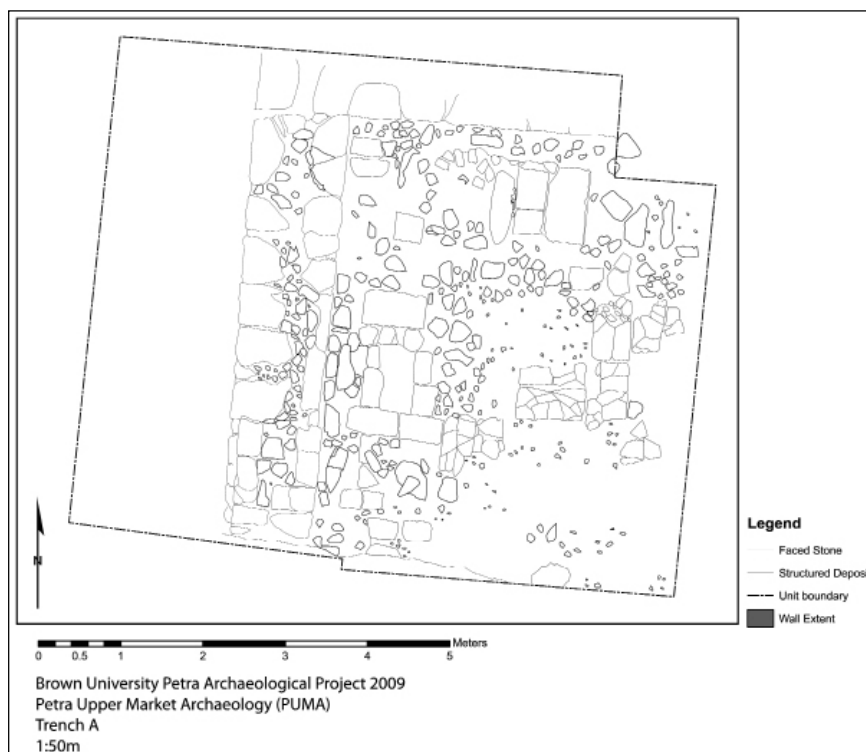 N
Legend
Faced Stone
Structured Deposi
Unit boundary
Wall Extent
Meters
0 0.5 1 2 3 4 5
Brown University Petra Archaeological Project 2009
Petra Upper Market Archaeology (PUMA)
Trench A
1:50m